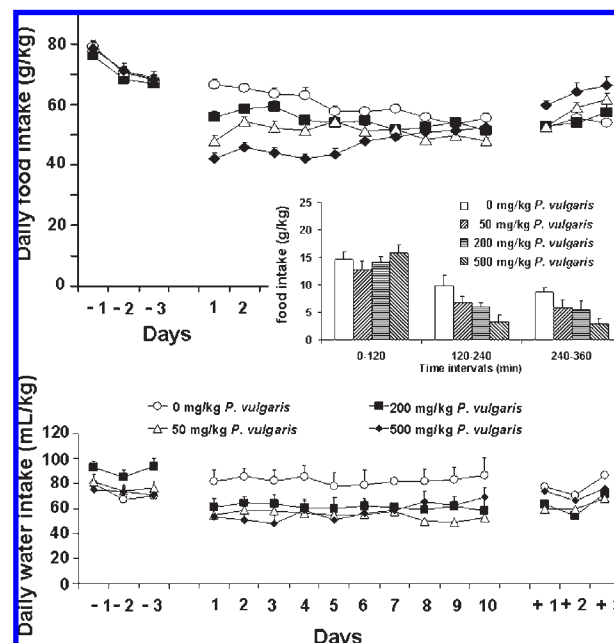 Daily food intake (g/kg)
80
60
40
20
0
- 1 - 2 - 3
1 2
Days
food intake (g/kg)
25
20
15
10
5
0
0 mg/kg P. vulgaris
50 mg/kg P. vulgaris
200 mg/kg P. vulgaris
500 mg/kg P. vulgaris
0-120 120-240 240-360
Time intervals (min)
Daily water intake (mL/kg)
0 mg/kg P. vulgaris 200 mg/kg P. vulgaris
50 mg/kg P. vulgaris 500 mg/kg P. vulgaris
120
100
80
60
40
20
0
- 1 - 2 - 3 1 2 3 4 5 6 7 8 9 10 + 1 + 2 +
Days